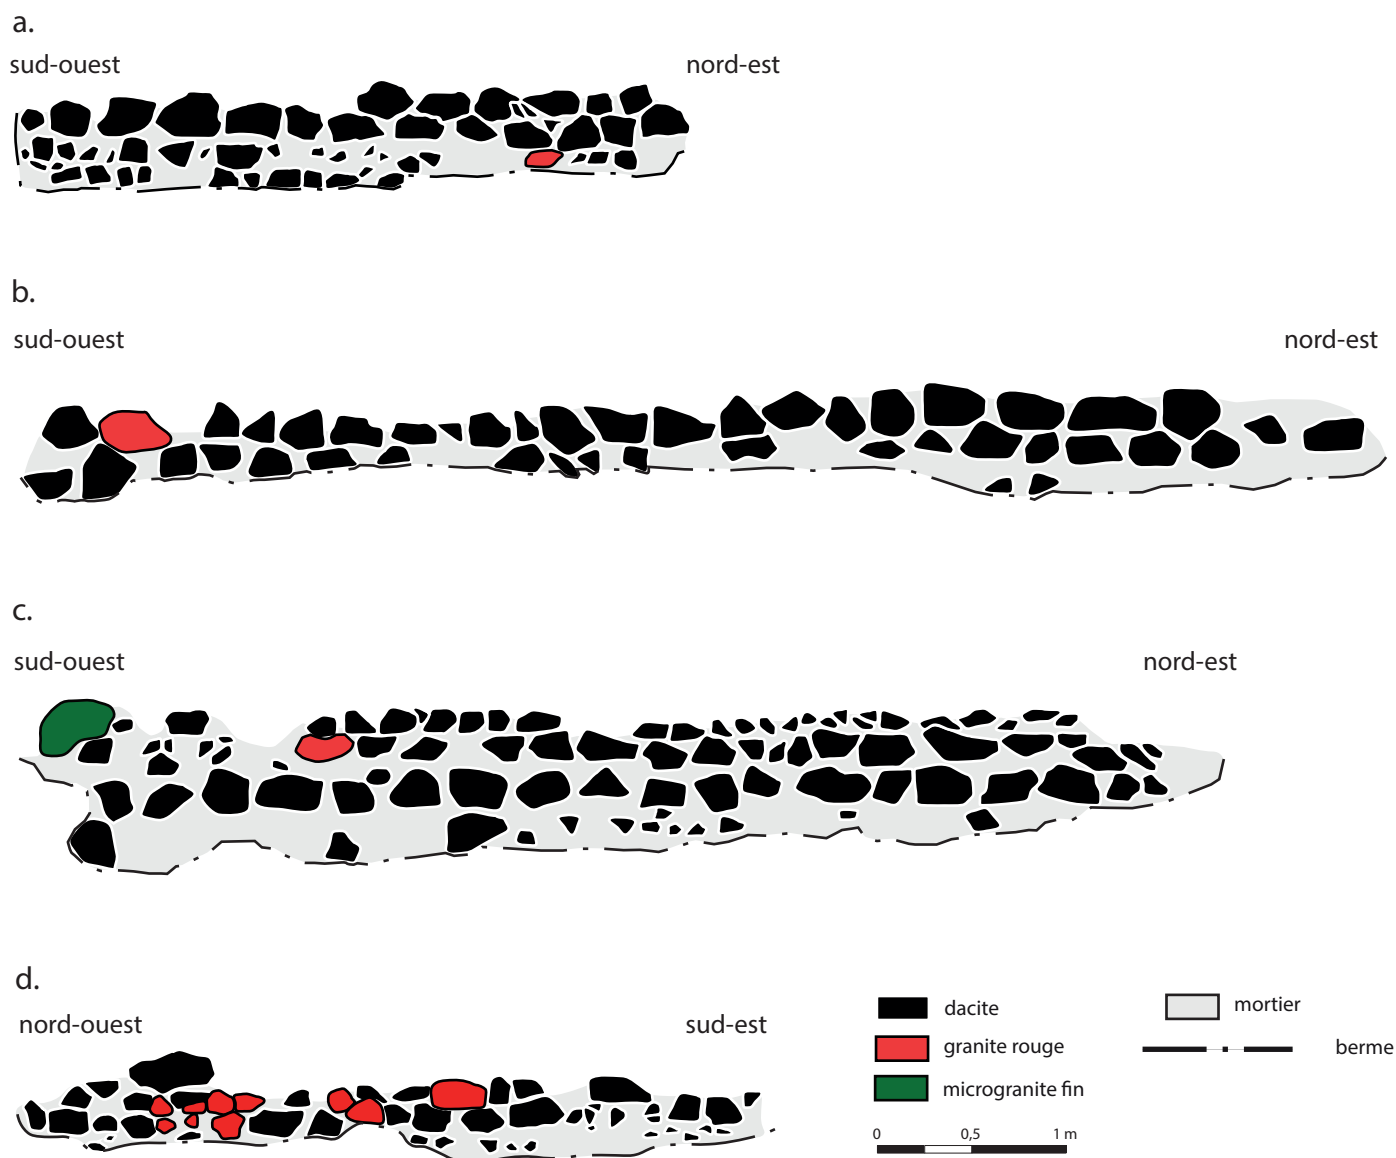 a.
sud-ouest
nord-est
b.
sud-ouest
nord-est
c.
sud-ouest
nord-est
d.
nord-ouest
sud-est
dacite
granite rouge
microgranite fin
mortier
berme
0
0,5
1 m